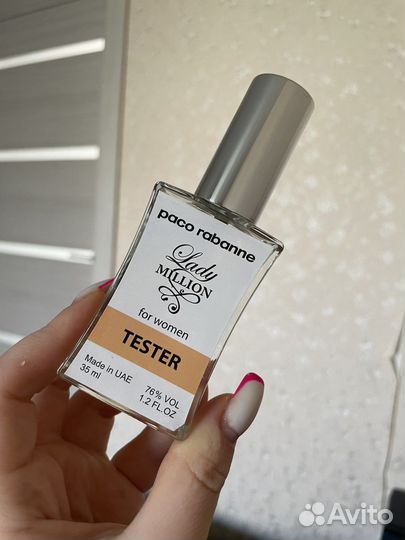 paco rabanne
Lady
MILLION
for women
TESTER
Made in UAE
35 ml
76% VOL
1.2 FL.OZ
Avito